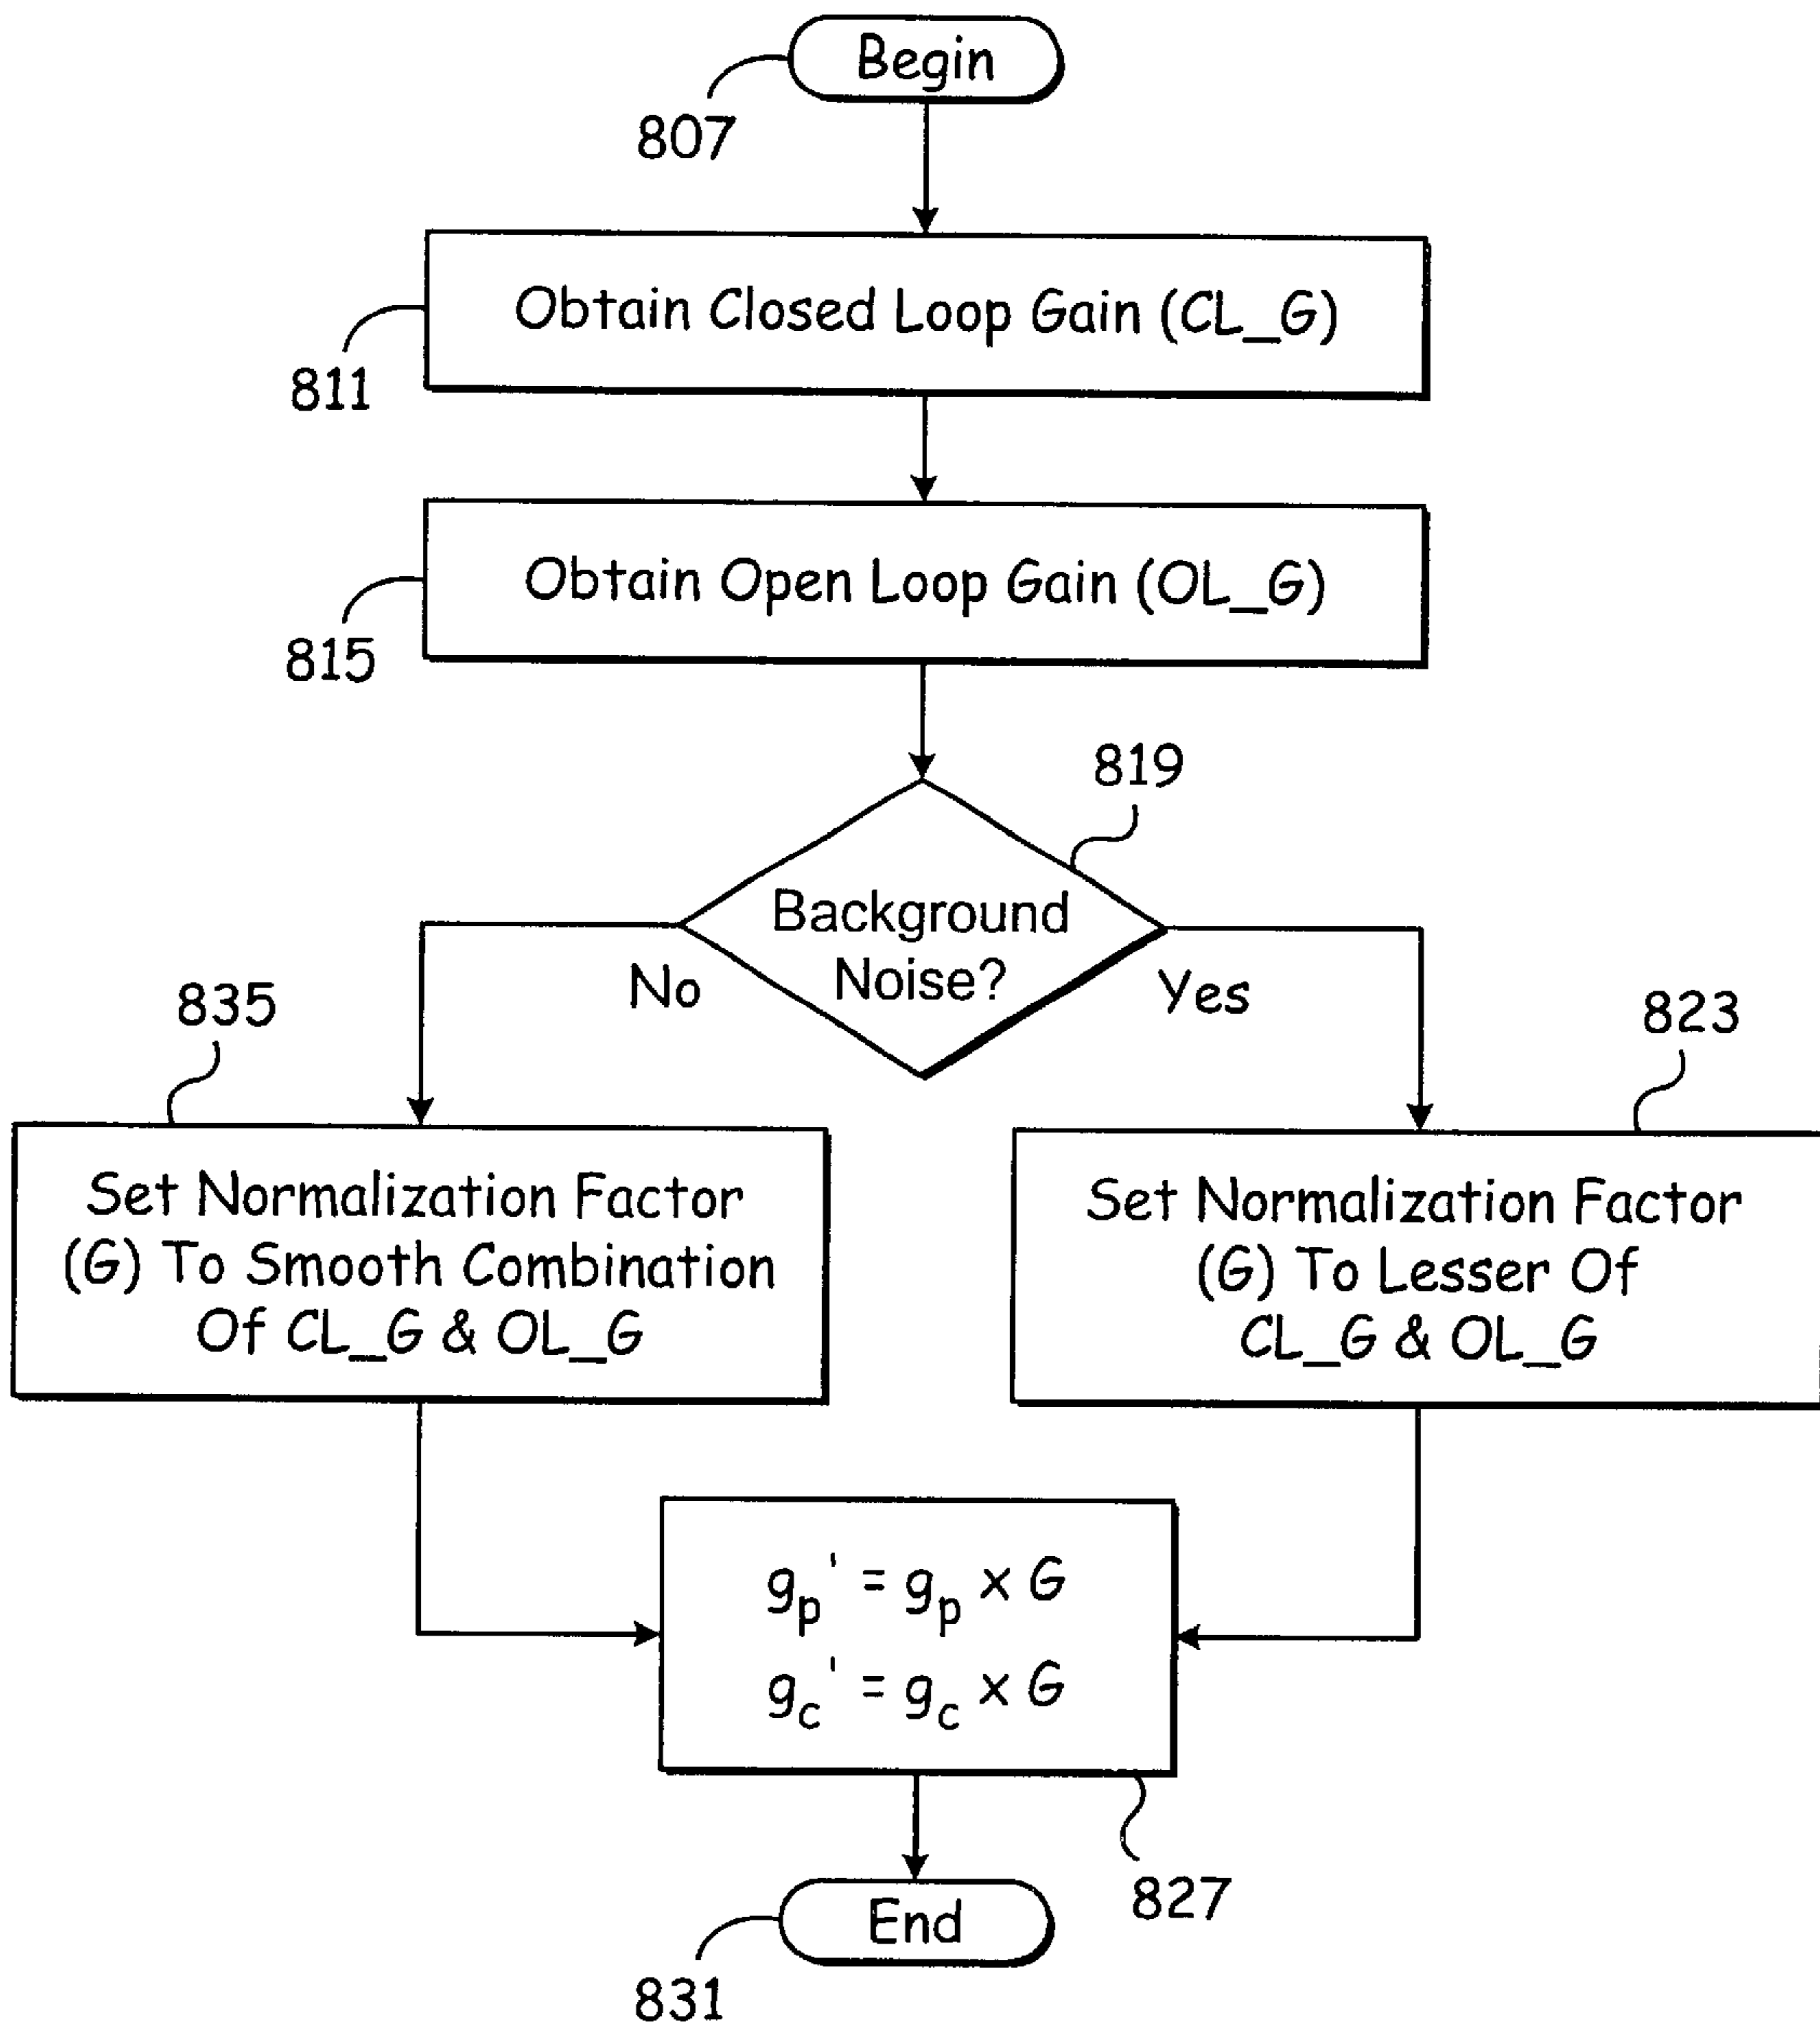 Begin
807
Obtain Closed Loop Gain (CL_G)
811
Obtain Open Loop Gain (OL_G)
815
819
Background
Noise?
No
Yes
835
823
Set Normalization Factor
(G) To Smooth Combination
Of CL_G & OL_G
Set Normalization Factor
(G) To Lesser Of
CL_G & OL_G
gp' = gp x G
gc' = gc x G
827
End
831